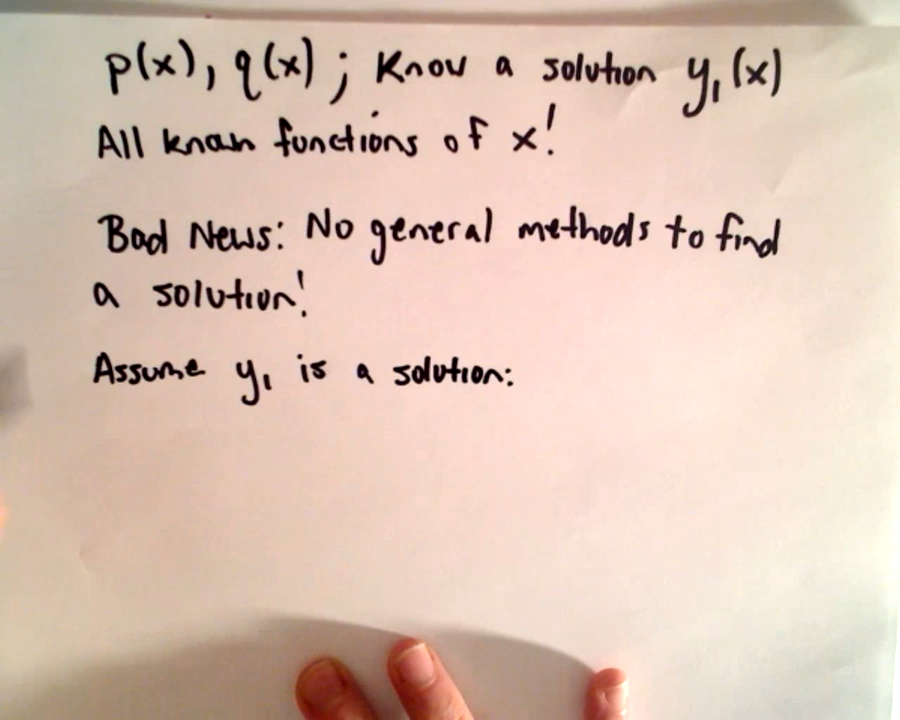 p(x), q(x) ; Know a solution y₁(x)
All known functions of x!
Bad News: No general methods to find
a solution!
Assume y₁ is a solution: